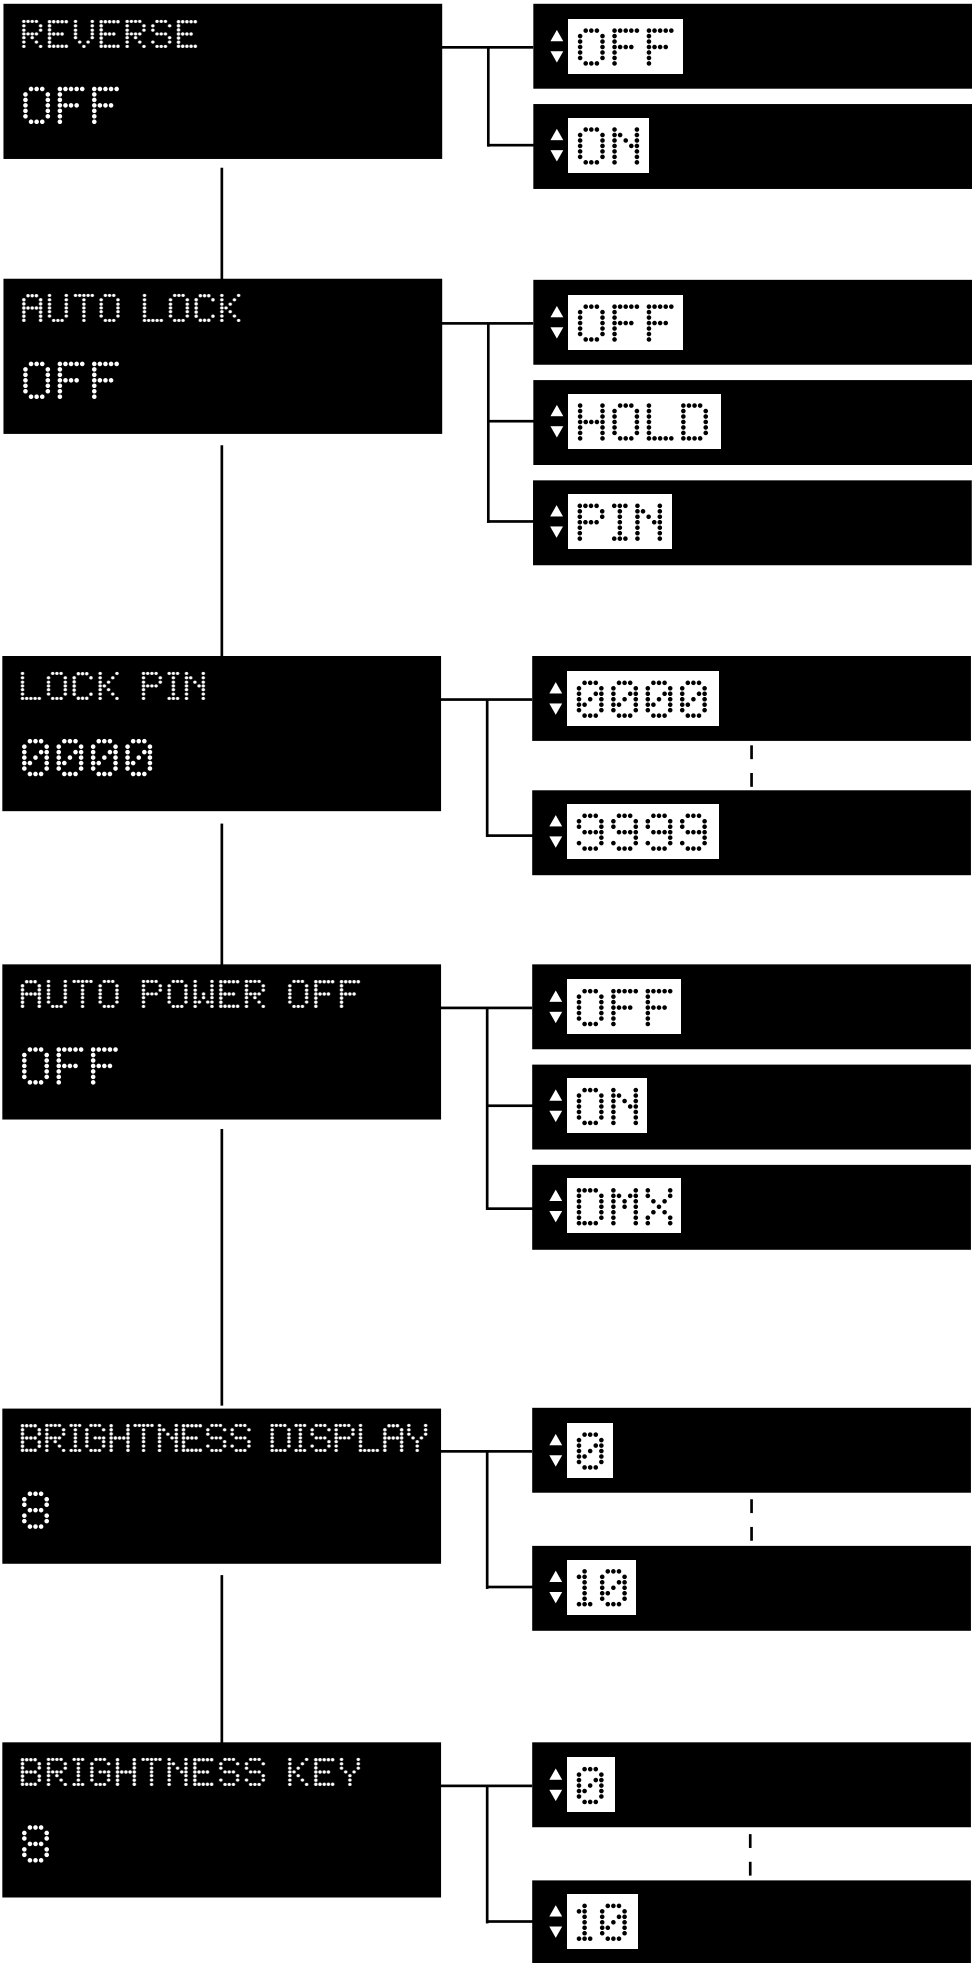 REVERSE
OFF
OFF
ON
AUTO LOCK
OFF
OFF
HOLD
PIN
LOCK PIN
0000
0000
9999
AUTO POWER OFF
OFF
OFF
ON
DMX
BRIGHTNESS DISPLAY
8
0
10
BRIGHTNESS KEY
8
0
10